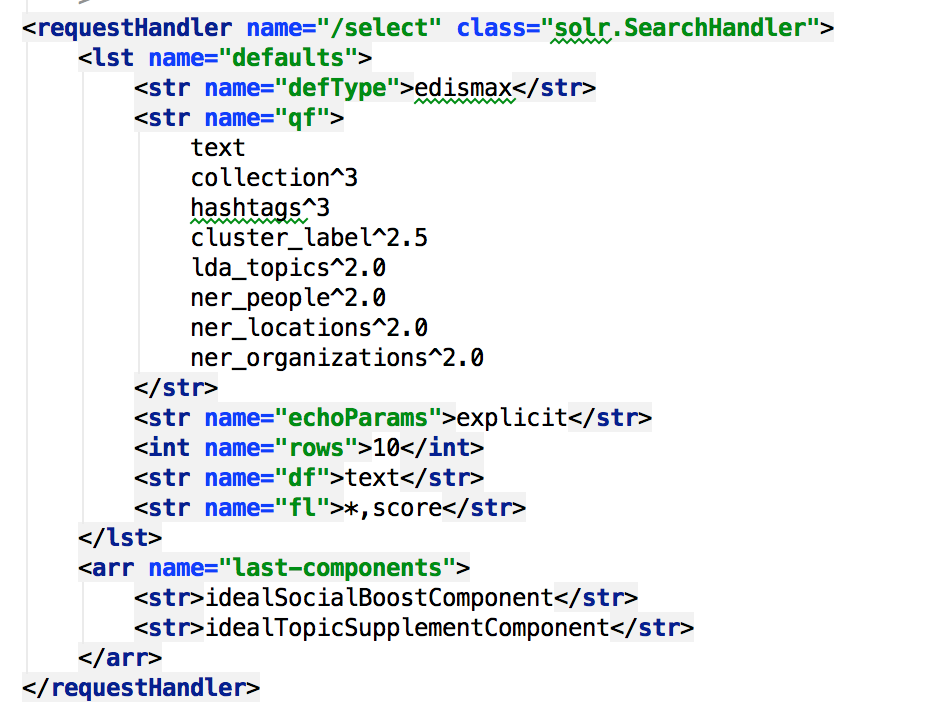 <requestHandler name="/select" class="solr.SearchHandler">
<lst name="defaults">
<str name="defType">edismax</str>
<str name="qf">
text
collection^3
hashtags^3
cluster_label^2.5
lda_topics^2.0
ner_people^2.0
ner_locations^2.0
ner_organizations^2.0
</str>
<str name="echoParams">explicit</str>
<int name="rows">10</int>
<str name="df">text</str>
<str name="fl">*,score</str>
</lst>
<arr name="last-components">
<str>idealSocialBoostComponent</str>
<str>idealTopicSupplementComponent</str>
</arr>
</requestHandler>